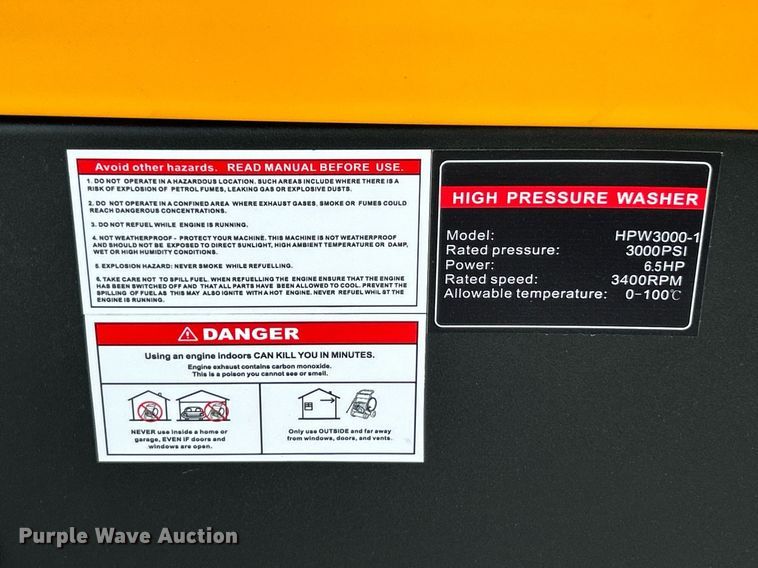 Avoid other hazards. READ MANUAL BEFORE USE.
1. DO NOT OPERATE IN A HAZARDOUS LOCATION, SUCH AREAS INCLUDE WHERE THERE IS A
RISK OF EXPLOSION OF PETROL FUMES, LEAKING GAS OR EXPLOSIVE DUSTS.
2. DO NOT OPERATE IN A CONFINED AREA WHERE EXHAUST GASES, SMOKE OR FUMES COULD
REACH DANGEROUS CONCENTRATIONS.
3. DO NOT REFUEL WHILE ENGINE IS RUNNING.
4. NOT WEATHERPROOF - PROTECT YOUR MACHINE. THIS MACHINE IS NOT WEATHERPROOF
AND SHOULD NOT BE EXPOSED TO DIRECT SUNLIGHT, HIGH AMBIENT TEMPERATURE OR DAMP,
WET OR HIGH HUMIDITY CONDITIONS.
5. EXPLOSION HAZARD: NEVER SMOKE WHILE REFUELLING.
6. TAKE CARE NOT TO SPILL FUEL WHEN REFUELLING THE ENGINE ENSURE THAT THE ENGINE
HAS BEEN SWITCHED OFF AND THAT ALL PARTS HAVE BEEN ALLOWED TO COOL. PREVENT THE
SPILLING OF FUEL AS THIS MAY ALSO IGNITE WITH A HOT ENGINE. NEVER REFUEL WHILST THE
ENGINE IS RUNNING.
DANGER
Using an engine indoors CAN KILL YOU IN MINUTES.
Engine exhaust contains carbon monoxide.
This is a poison you cannot see or smell.
NEVER use inside a home or
garage, EVEN IF doors and
windows are open.
Only use OUTSIDE and far away
from windows, doors, and vents.
HIGH PRESSURE WASHER
Model: HPW3000-1
Rated pressure: 3000PSI
Power: 6.5HP
Rated speed: 3400RPM
Allowable temperature: 0-100℃
Purple Wave Auction